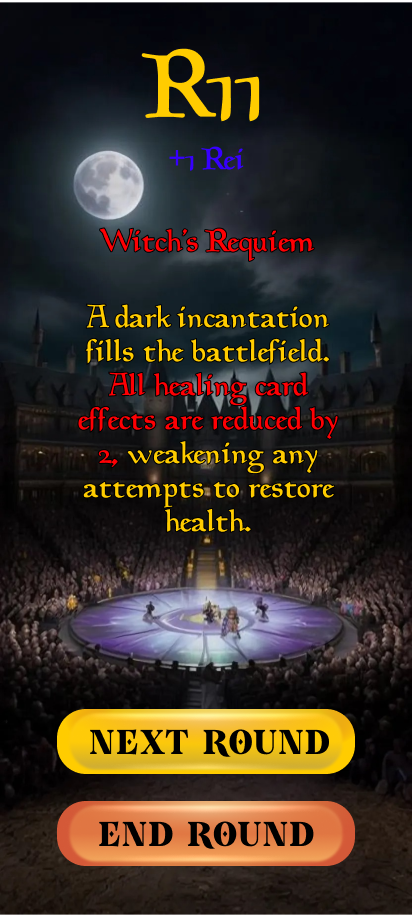 R11
+1 Rei
Witch's Requiem
A dark incantation
fills the battlefield.
All healing card
effects are reduced by
2, weakening any
attempts to restore
health.
NEXT ROUND
END ROUND